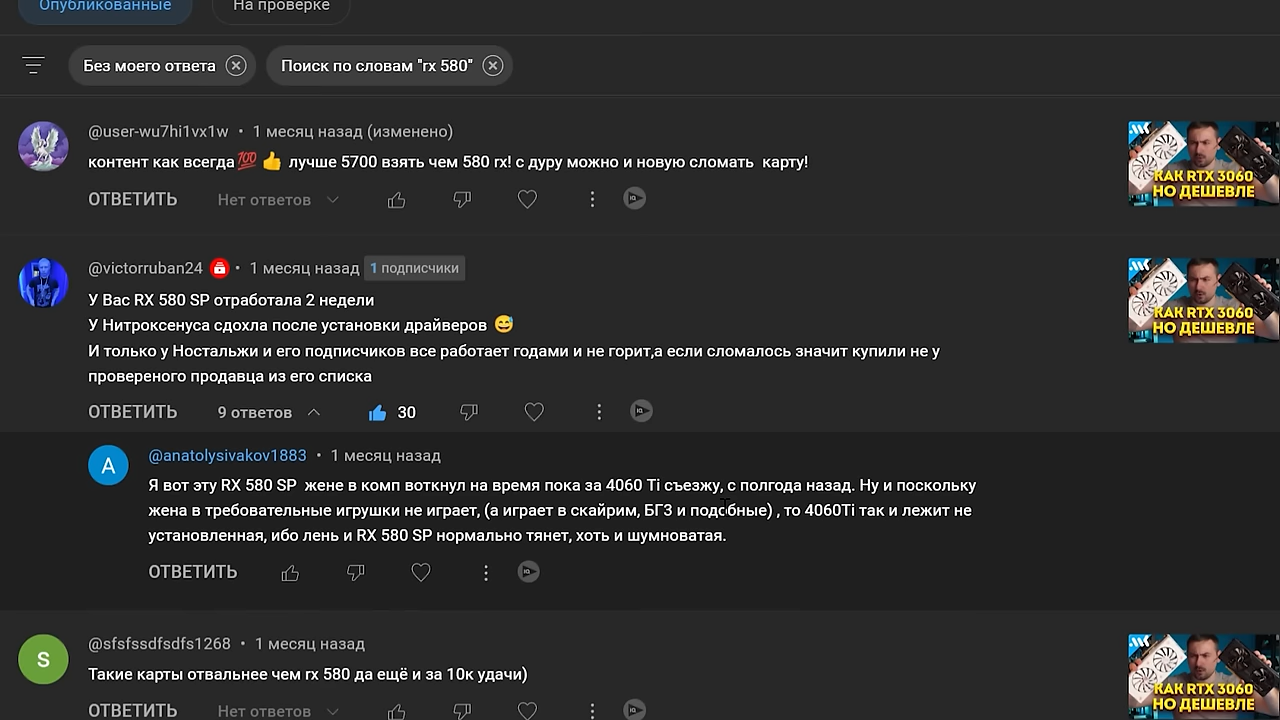 Опубликованные
На проверке
Без моего ответа
Поиск по словам "rx 580"
@user-wu7hi1vx1w • 1 месяц назад (изменено)
контент как всегда💯 👍 лучше 5700 взять чем 580 rx! с дуру можно и новую сломать карту!
ОТВЕТИТЬ
Нет ответов
КАК RTX 3060
НО ДЕШЕВЛЕ
@victorruban24 • 1 месяц назад 1 подписчики
У Вас RX 580 SP отработала 2 недели
У Нитроксенуса сдохла после установки драйверов 😅
И только у Ностальжи и его подписчиков все работает годами и не горит,а если сломалось значит купили не у
провереного продавца из его списка
ОТВЕТИТЬ
9 ответов
30
КАК RTX 3060
НО ДЕШЕВЛЕ
A
@anatolysivakov1883 • 1 месяц назад
Я вот эту RX 580 SP жене в комп воткнул на время пока за 4060 Ti съезжу, с полгода назад. Ну и поскольку
жена в требовательные игрушки не играет, (а играет в скайрим, БГ3 и подобные) , то 4060Ti так и лежит не
установленная, ибо лень и RX 580 SP нормально тянет, хоть и шумноватая.
ОТВЕТИТЬ
S
@sfsfssdfsdfs1268 • 1 месяц назад
Такие карты отвальнее чем rx 580 да ещё и за 10к удачи)
ОТВЕТИТЬ
Нет ответов
КАК RTX 3060
НО ДЕШЕВЛЕ